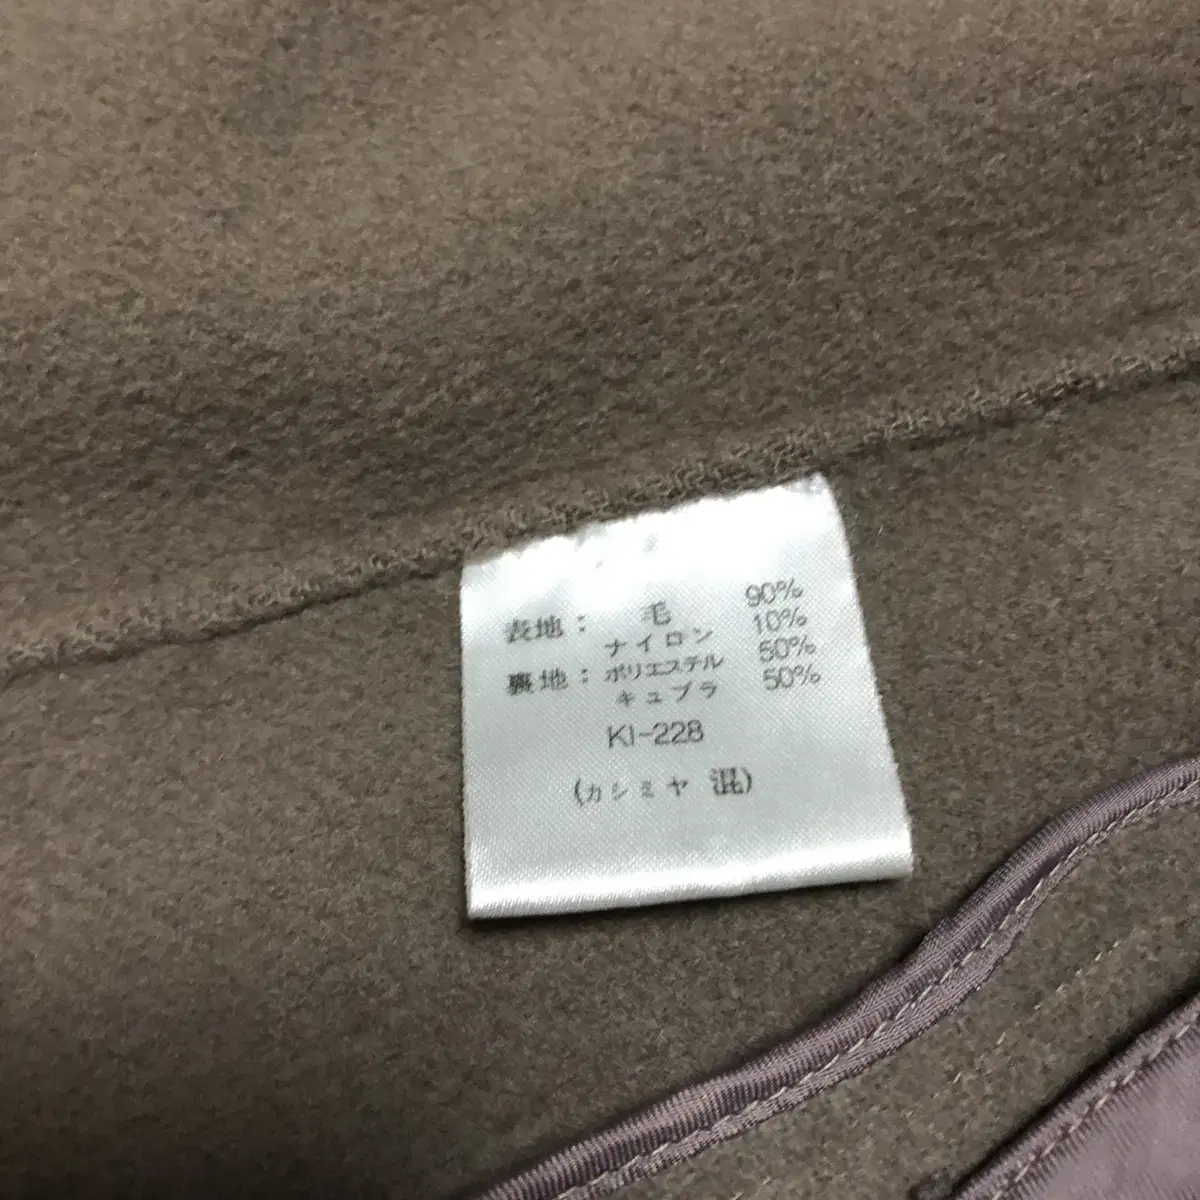 表地: 毛 90%
ナイロン 10%
裏地: ポリエステル 50%
キュプラ 50%
KI-228
(カシミヤ 混)